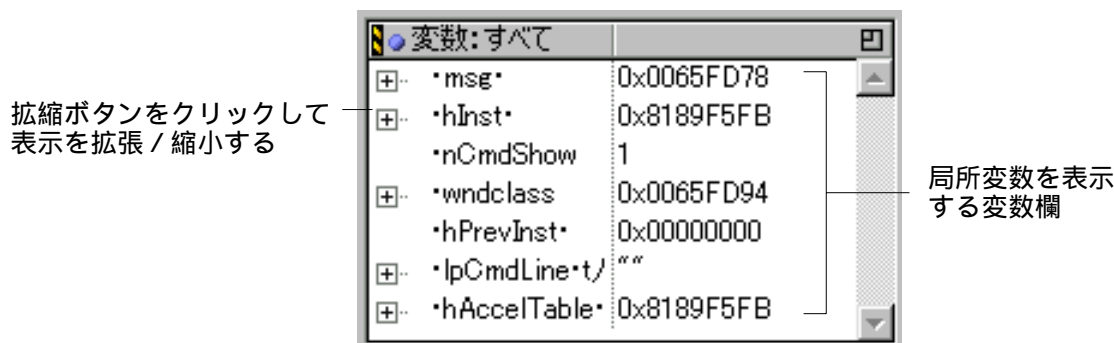 変数:すべて
･msg･ 0x0065FD78
拡縮ボタンをクリックして
表示を拡張 / 縮小する
･hInst･ 0x8189F5FB
･nCmdShow 1
･wndclass 0x0065FD94
局所変数を表示
する変数欄
･hPrevInst･ 0x00000000
･lpCmdLine･t/ ""
･hAccelTable･ 0x8189F5FB